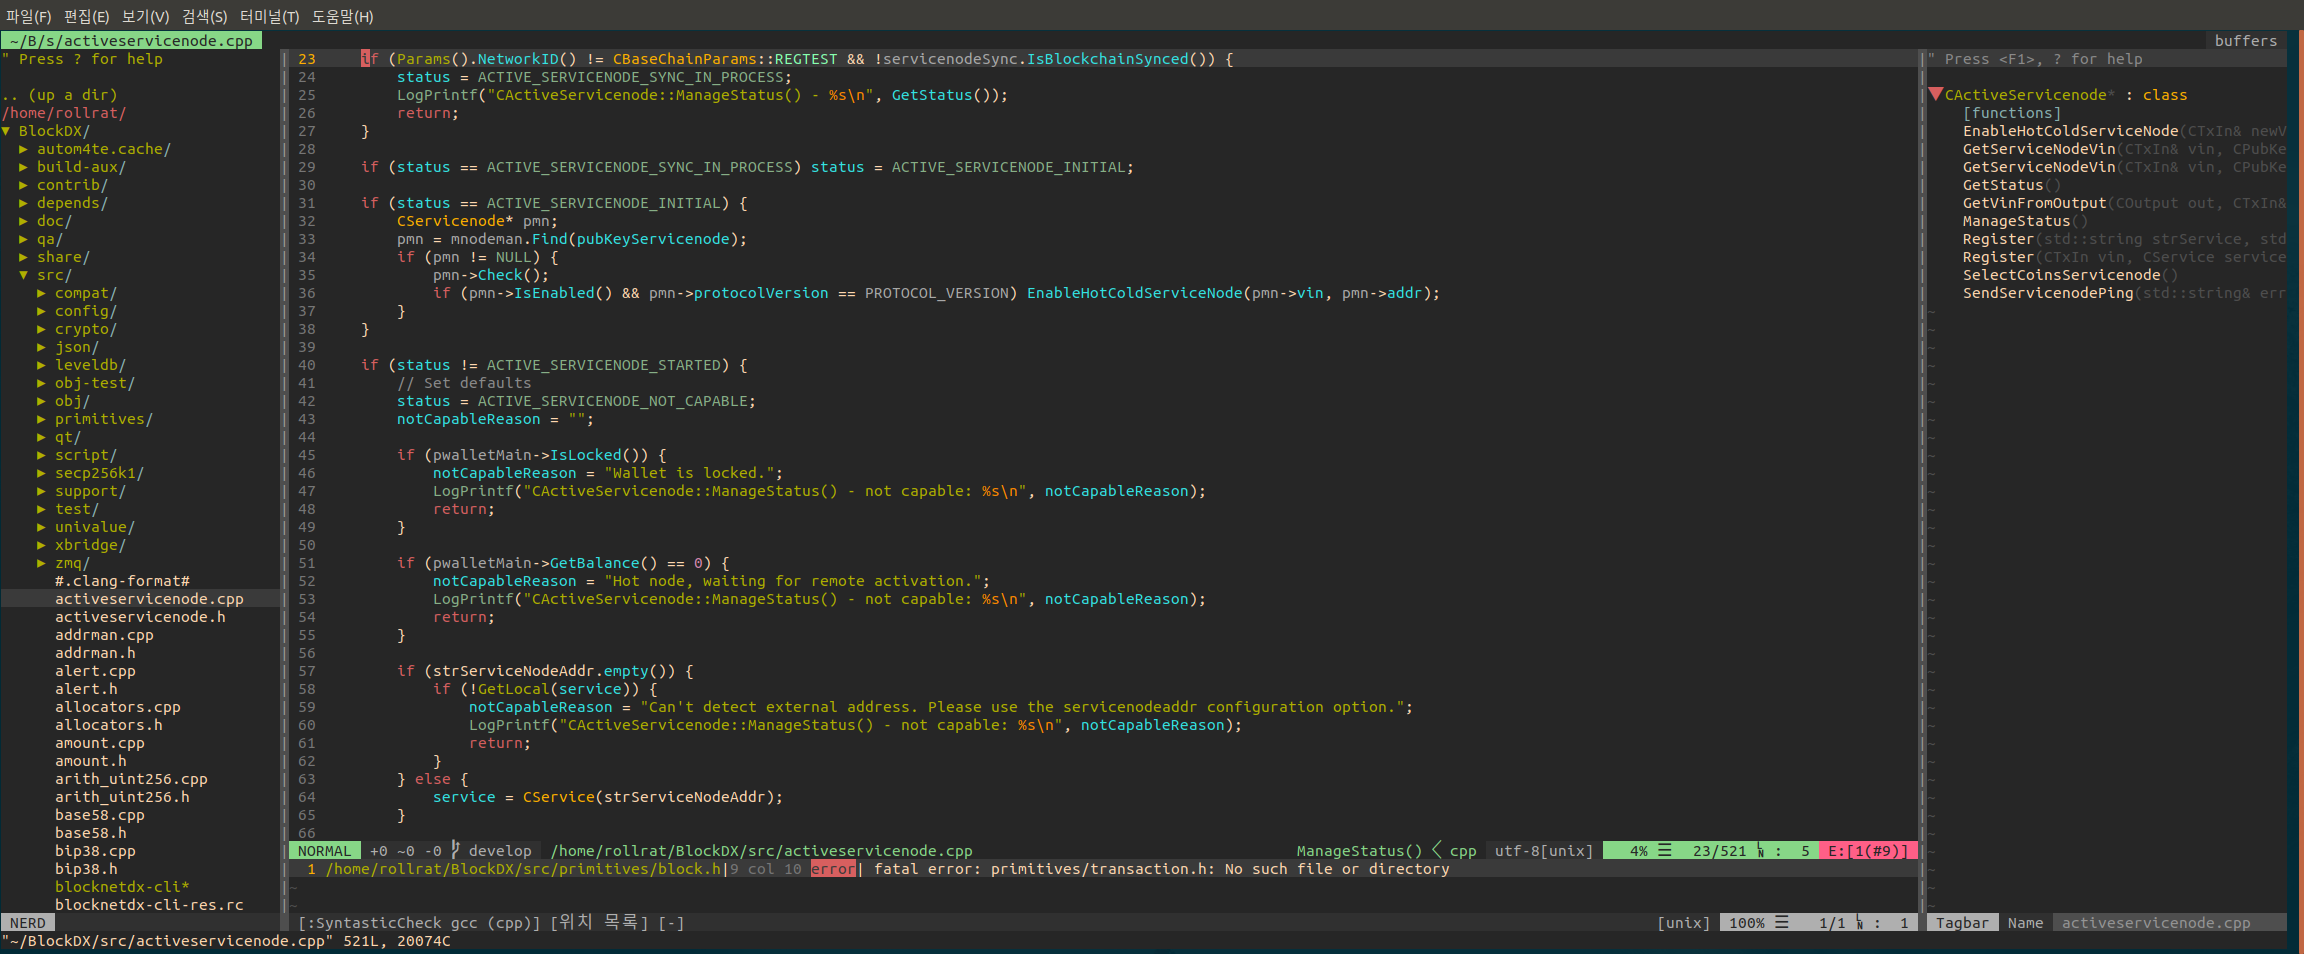 파일(F) 편집(E) 보기(V) 검색(S) 터미널(T) 도움말(H)
~/B/s/activeservicenode.cpp
buffers
" Press ? for help
.. (up a dir)
/home/rollrat/
▼ BlockDX/
▶ autom4te.cache/
▶ build-aux/
▶ contrib/
▶ depends/
▶ doc/
▶ qa/
▶ share/
▼ src/
▶ compat/
▶ config/
▶ crypto/
▶ json/
▶ leveldb/
▶ obj-test/
▶ obj/
▶ primitives/
▶ qt/
▶ script/
▶ secp256k1/
▶ support/
▶ test/
▶ univalue/
▶ xbridge/
▶ zmq/
#.clang-format#
activeservicenode.cpp
activeservicenode.h
addrman.cpp
addrman.h
alert.cpp
alert.h
allocators.cpp
allocators.h
amount.cpp
amount.h
arith_uint256.cpp
arith_uint256.h
base58.cpp
base58.h
bip38.cpp
bip38.h
blocknetdx-cli*
blocknetdx-cli-res.rc
NERD
23     if (Params().NetworkID() != CBaseChainParams::REGTEST && !servicenodeSync.IsBlockchainSynced()) {
24         status = ACTIVE_SERVICENODE_SYNC_IN_PROCESS;
25         LogPrintf("CActiveServicenode::ManageStatus() - %s\n", GetStatus());
26         return;
27     }
28
29     if (status == ACTIVE_SERVICENODE_SYNC_IN_PROCESS) status = ACTIVE_SERVICENODE_INITIAL;
30
31     if (status == ACTIVE_SERVICENODE_INITIAL) {
32         CServicenode* pmn;
33         pmn = mnodeman.Find(pubKeyServicenode);
34         if (pmn != NULL) {
35             pmn->Check();
36             if (pmn->IsEnabled() && pmn->protocolVersion == PROTOCOL_VERSION) EnableHotColdServiceNode(pmn->vin, pmn->addr);
37         }
38     }
39
40     if (status != ACTIVE_SERVICENODE_STARTED) {
41         // Set defaults
42         status = ACTIVE_SERVICENODE_NOT_CAPABLE;
43         notCapableReason = "";
44
45         if (pwalletMain->IsLocked()) {
46             notCapableReason = "Wallet is locked.";
47             LogPrintf("CActiveServicenode::ManageStatus() - not capable: %s\n", notCapableReason);
48             return;
49         }
50
51         if (pwalletMain->GetBalance() == 0) {
52             notCapableReason = "Hot node, waiting for remote activation.";
53             LogPrintf("CActiveServicenode::ManageStatus() - not capable: %s\n", notCapableReason);
54             return;
55         }
56
57         if (strServiceNodeAddr.empty()) {
58             if (!GetLocal(service)) {
59                 notCapableReason = "Can't detect external address. Please use the servicenodeaddr configuration option.";
60                 LogPrintf("CActiveServicenode::ManageStatus() - not capable: %s\n", notCapableReason);
61                 return;
62             }
63         } else {
64             service = CService(strServiceNodeAddr);
65         }
66
NORMAL +0 ~0 -0 develop /home/rollrat/BlockDX/src/activeservicenode.cpp ManageStatus() cpp utf-8[unix] 4% ☰ 23/521 : 5 E:[1(#9)]
1 /home/rollrat/BlockDX/src/primitives/block.h|9 col 10 error| fatal error: primitives/transaction.h: No such file or directory
[:SyntasticCheck gcc (cpp)] [위치 목록] [-] [unix] 100% ☰ 1/1 : 1
" Press <F1>, ? for help
▼CActiveServicenode* : class
[functions]
EnableHotColdServiceNode(CTxIn& newV
GetServiceNodeVin(CTxIn& vin, CPubKe
GetServiceNodeVin(CTxIn& vin, CPubKe
GetStatus()
GetVinFromOutput(COutput out, CTxIn&
ManageStatus()
Register(std::string strService, std
Register(CTxIn vin, CService service
SelectCoinsServicenode()
SendServicenodePing(std::string& err
Tagbar Name activeservicenode.cpp
"~/BlockDX/src/activeservicenode.cpp" 521L, 20074C